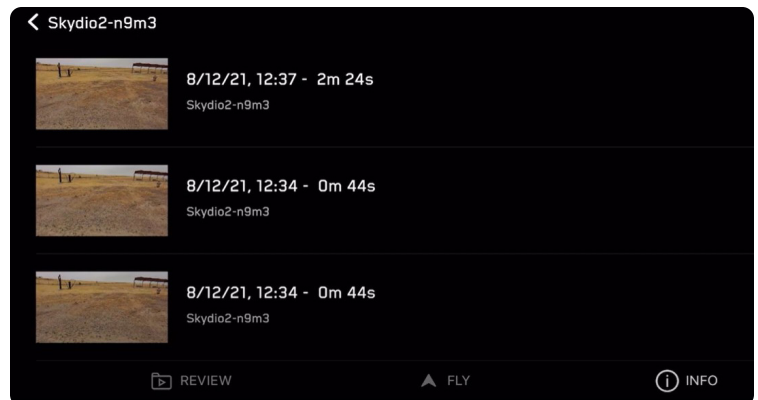 Skydio2-n9m3
8/12/21, 12:37 - 2m 24s
Skydio2-n9m3
8/12/21, 12:34 - 0m 44s
Skydio2-n9m3
8/12/21, 12:34 - 0m 44s
Skydio2-n9m3
REVIEW FLY INFO